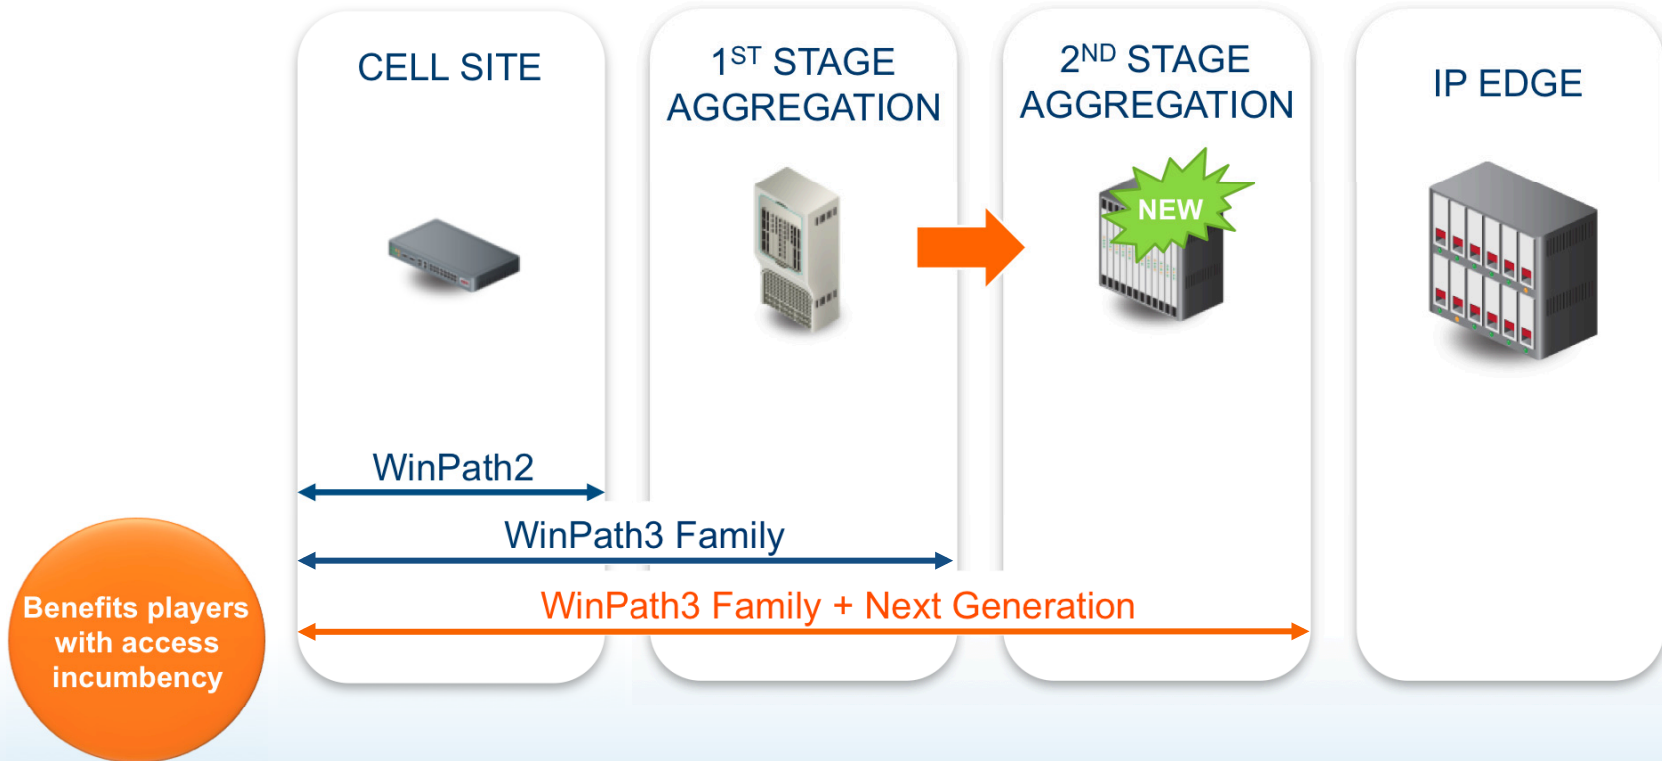 CELL SITE
1ST STAGE
AGGREGATION
2ND STAGE
AGGREGATION
IP EDGE
NEW
WinPath2
WinPath3 Family
WinPath3 Family + Next Generation
Benefits players
with access
incumbency